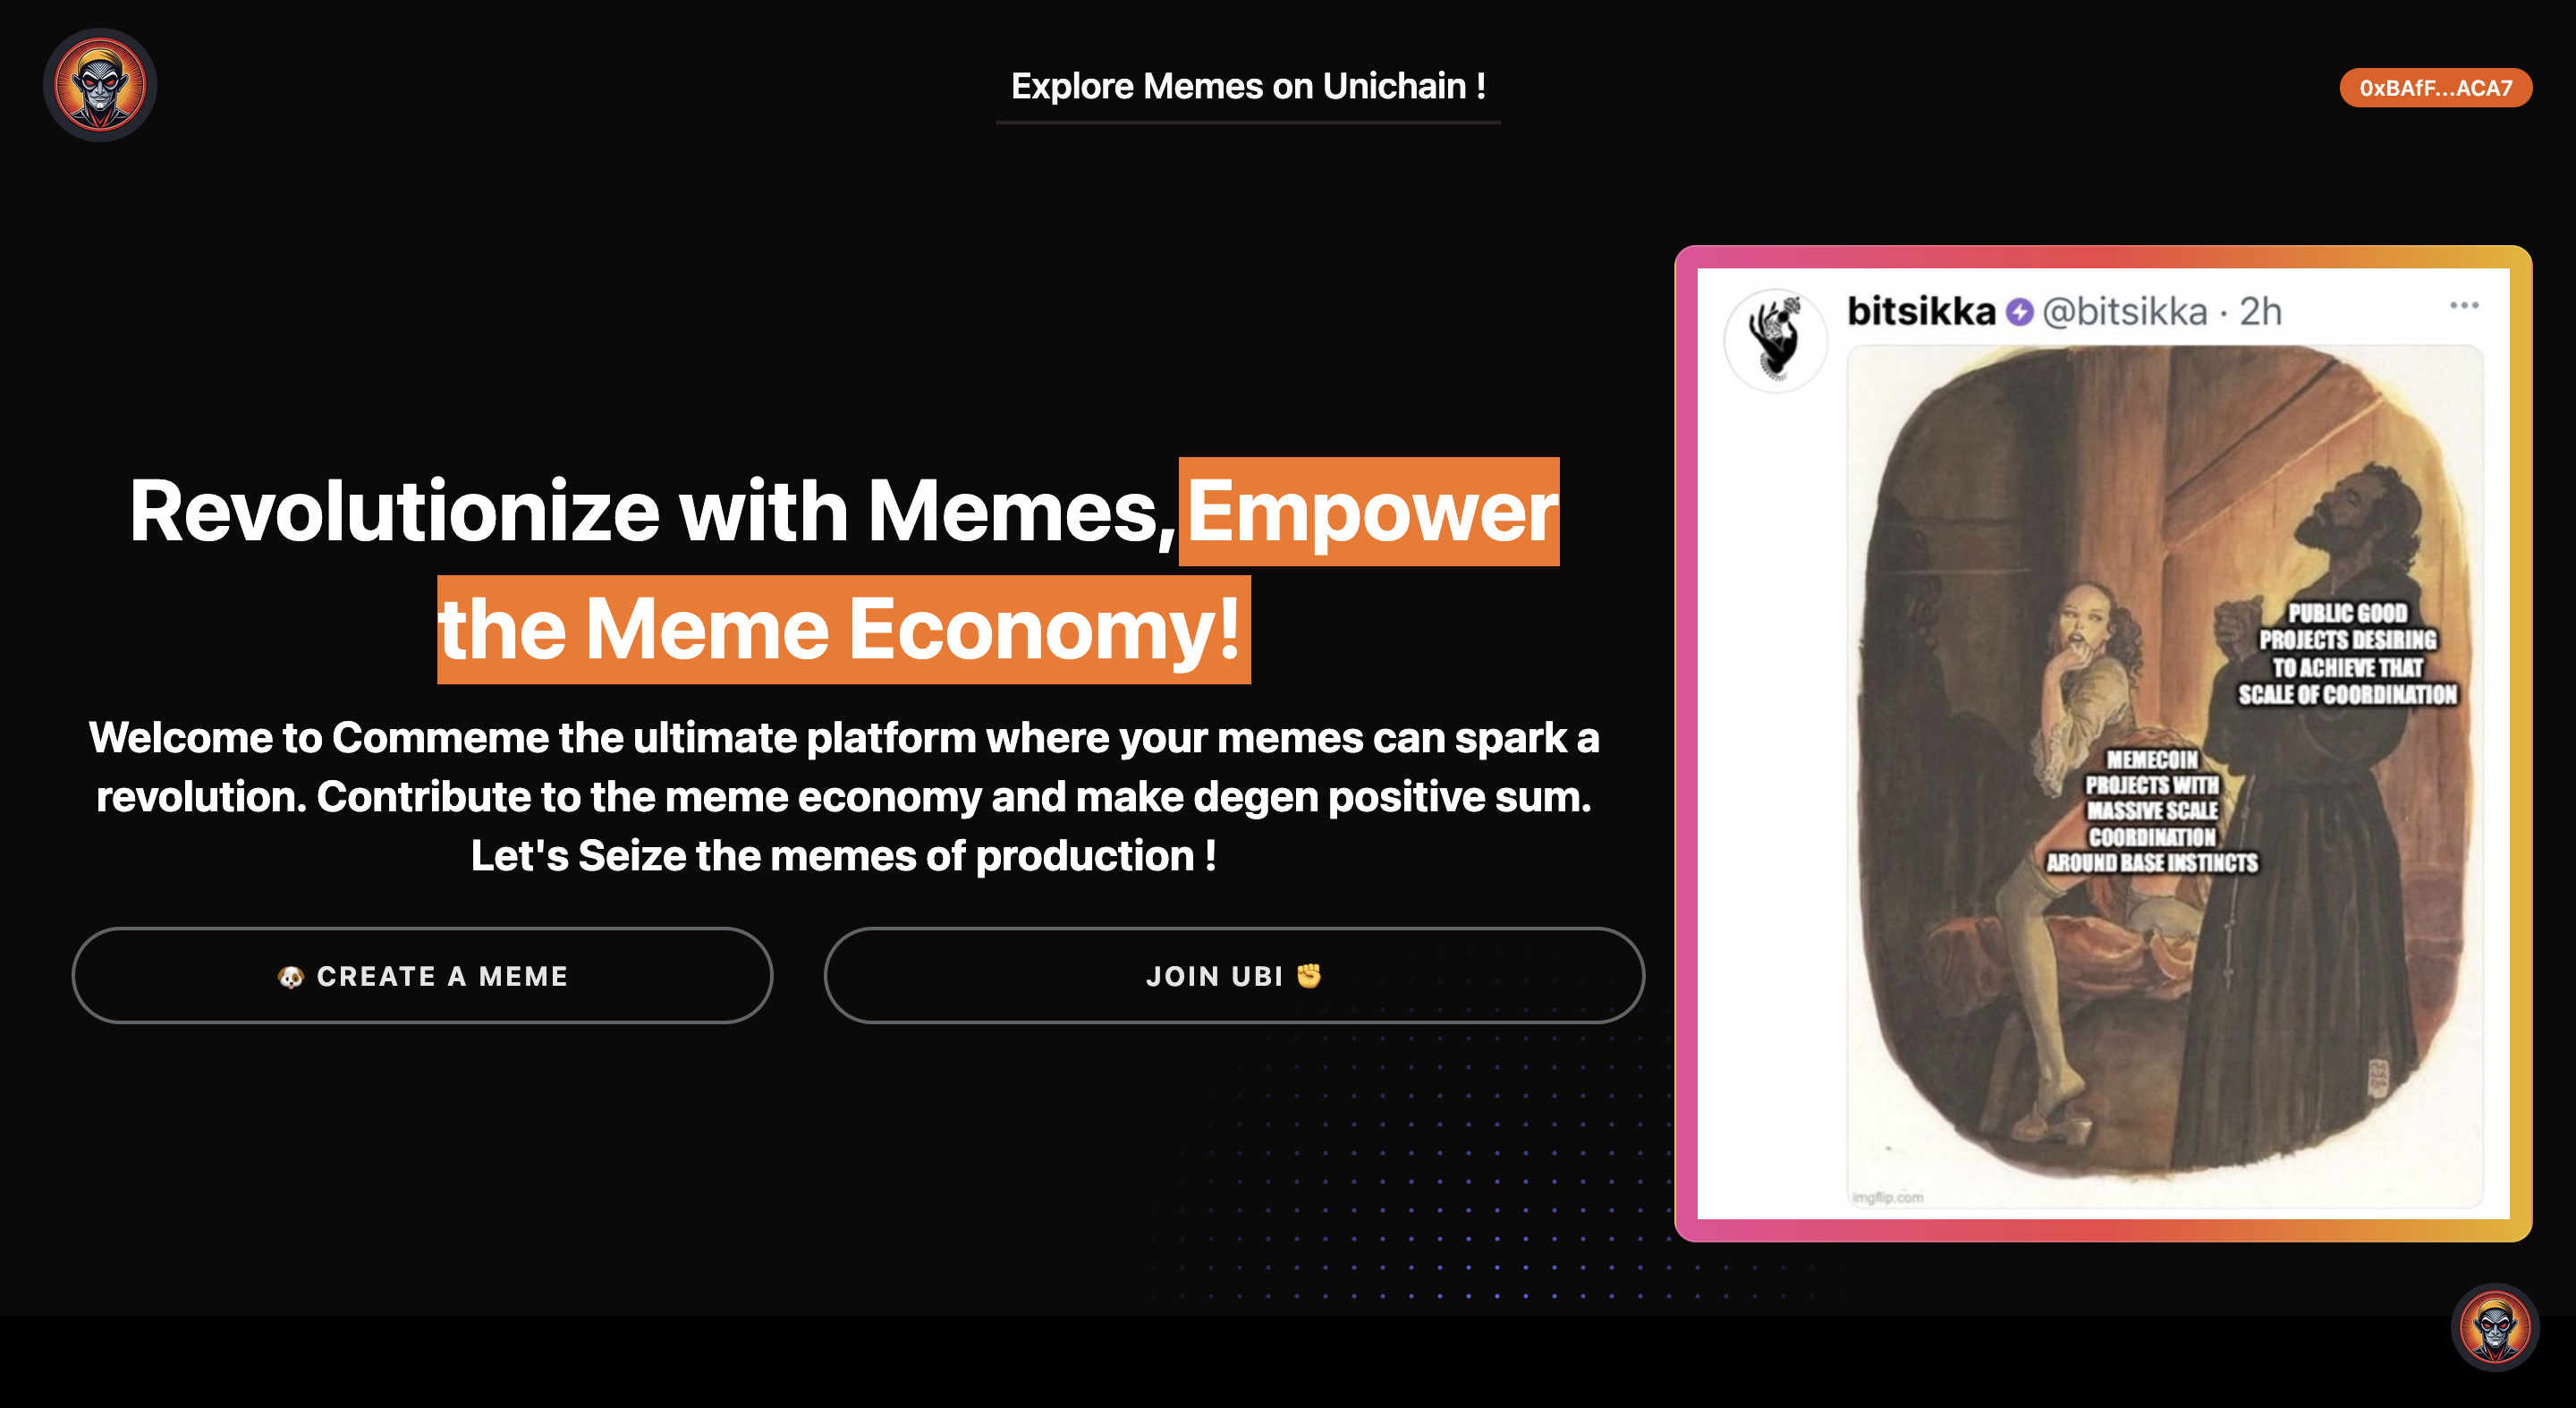 Explore Memes on Unichain !
0xBAfF...ACA7
Revolutionize with Memes, Empower
the Meme Economy!
Welcome to Commeme the ultimate platform where your memes can spark a
revolution. Contribute to the meme economy and make degen positive sum.
Let's Seize the memes of production !
🐶 CREATE A MEME
JOIN UBI ✊
bitsikka @bitsikka · 2h
PUBLIC GOOD
PROJECTS DESIRING
TO ACHIEVE THAT
SCALE OF COORDINATION
MEMECOIN
PROJECTS WITH
MASSIVE SCALE
COORDINATION
AROUND BASE INSTINCTS
imgflip.com